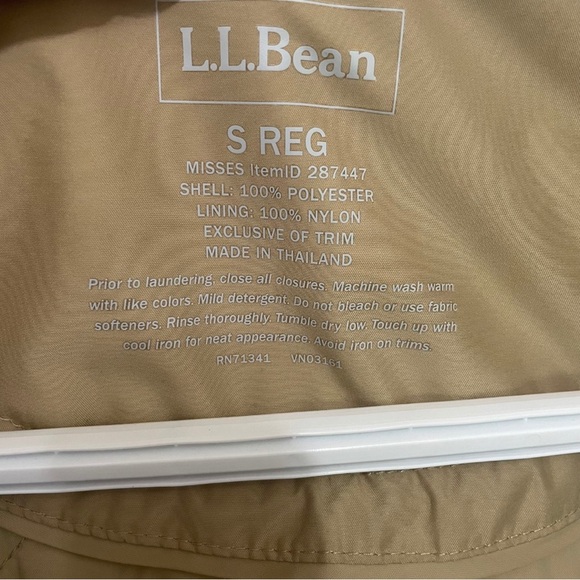 L.L.Bean
S REG
MISSES ItemID 287447
SHELL: 100% POLYESTER
LINING: 100% NYLON
EXCLUSIVE OF TRIM
MADE IN THAILAND
Prior to laundering, close all closures. Machine wash warm
with like colors. Mild detergent. Do not bleach or use fabric
softeners. Rinse thoroughly. Tumble dry low. Touch up with
cool iron for neat appearance. Avoid iron on trims.
RN71341 VN03161